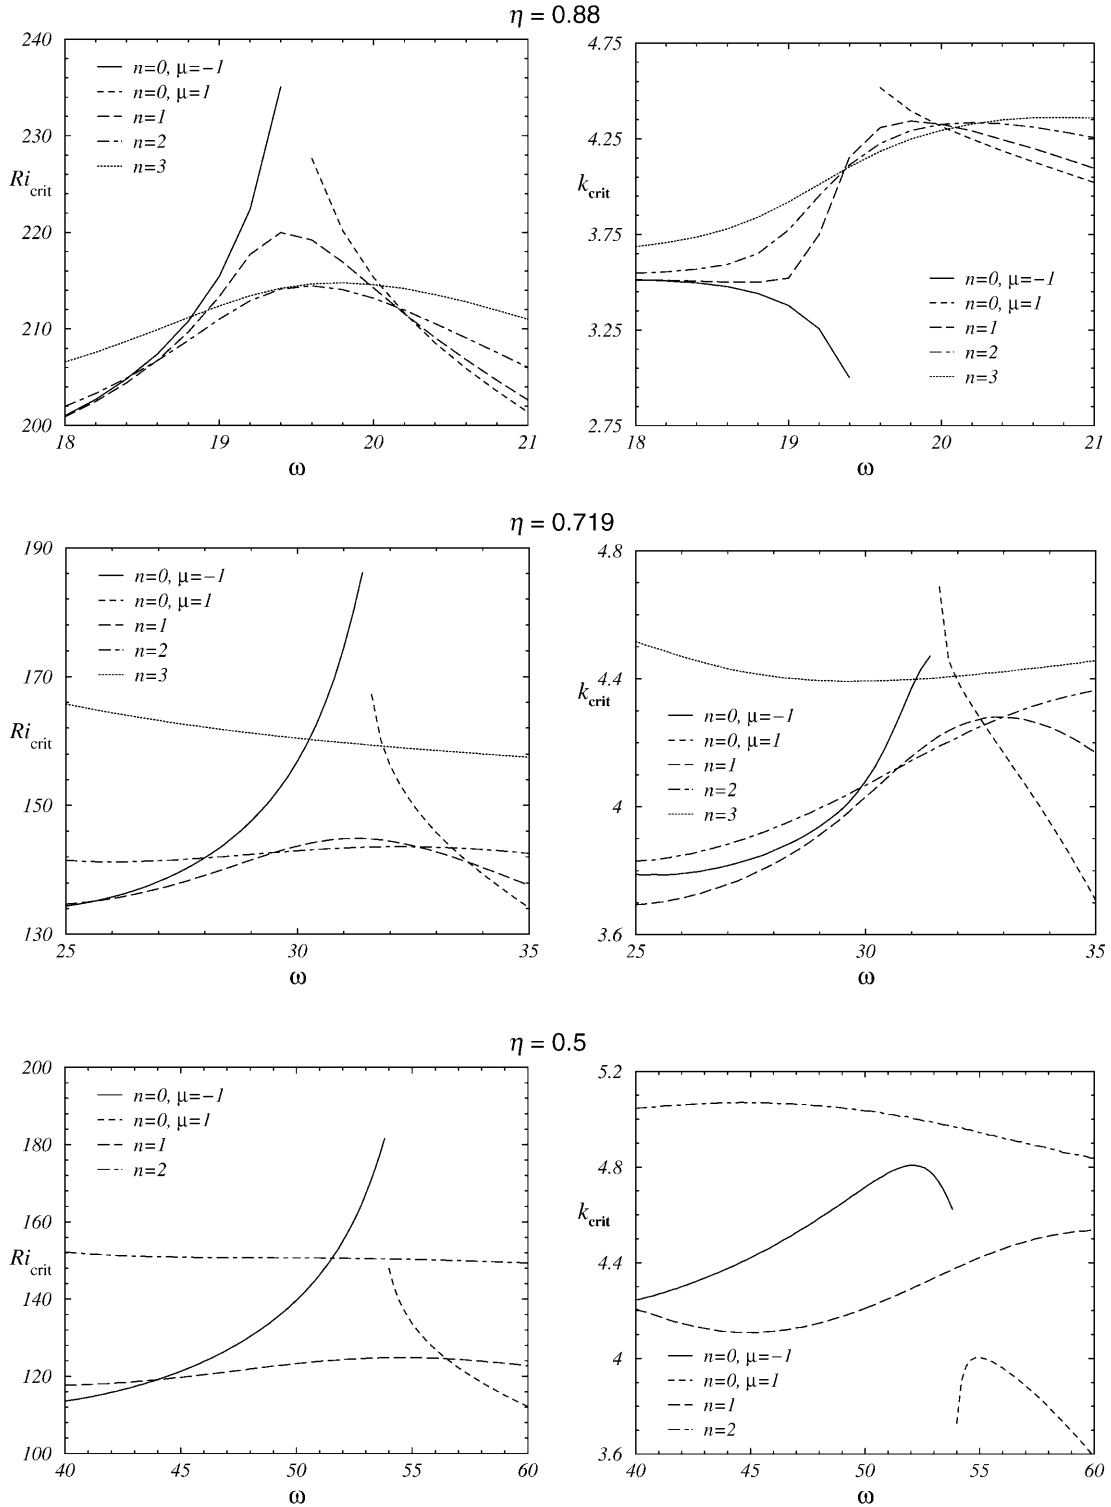 η = 0.88
240
230
Ri_crit
220
210
200
18
19
20
21
ω
n=0, μ=−1
n=0, μ=1
n=1
n=2
n=3
4.75
4.25
k_crit
3.75
3.25
2.75
18
19
20
21
ω
n=0, μ=−1
n=0, μ=1
n=1
n=2
n=3
η = 0.719
190
170
Ri_crit
150
130
25
30
35
ω
n=0, μ=−1
n=0, μ=1
n=1
n=2
n=3
4.8
4.4
k_crit
4
3.6
25
30
35
ω
n=0, μ=−1
n=0, μ=1
n=1
n=2
n=3
η = 0.5
200
180
160
Ri_crit
140
120
100
40
45
50
55
60
ω
n=0, μ=−1
n=0, μ=1
n=1
n=2
5.2
4.8
k_crit
4.4
4
3.6
40
45
50
55
60
ω
n=0, μ=−1
n=0, μ=1
n=1
n=2